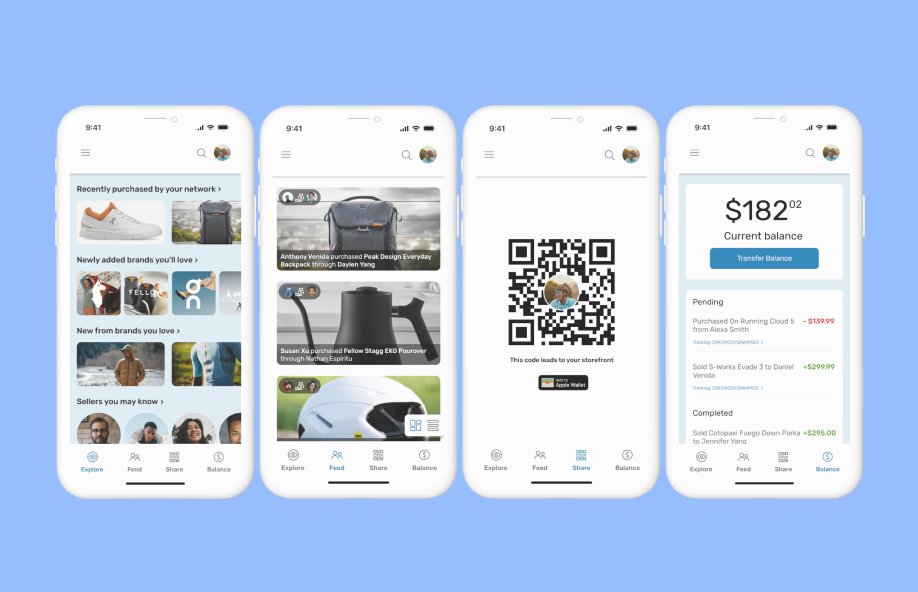 9:41
Recently purchased by your network ›
Newly added brands you'll love ›
FELLO
On
New from brands you love ›
Sellers you may know ›
Explore Feed Share Balance
9:41
Anthony Venida purchased Peak Design Everyday
Backpack through Daylen Yang
Susan Xu purchased Fellow Stagg EKG Pourover
through Nathan Espiritu
Explore Feed Share Balance
9:41
This code leads to your storefront
Add to
Apple Wallet
Explore Feed Share Balance
9:41
$182 02
Current balance
Transfer Balance
Pending
Purchased On Running Cloud 5 - $139.99
from Alexa Smith
Sold S-Works Evade 3 to Daniel +$299.99
Venida
Completed
Sold Cotopaxi Fuego Down Parka +$295.00
to Jennifer Yang
Explore Feed Share Balance